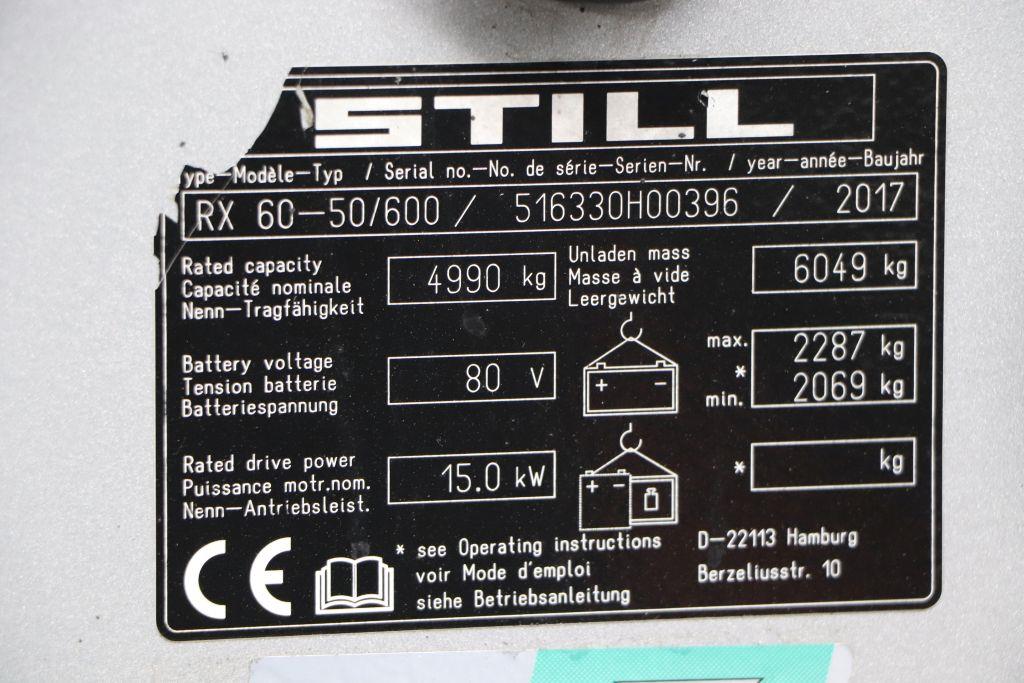 STILL
ype-Modèle-Typ / Serial no.-No. de série-Serien-Nr. / year-année-Baujahr
RX 60-50/600 / 516330H00396 / 2017
Rated capacity
Capacité nominale
Nenn-Tragfähigkeit
4990 kg
Unladen mass
Masse à vide
Leergewicht
6049 kg
Battery voltage
Tension batterie
Batteriespannung
80 V
+ -
max. 2287 kg
*
min. 2069 kg
Rated drive power
Puissance motr.nom.
Nenn-Antriebsleist.
15.0 kW
+ -
* kg
CE
* see Operating instructions
voir Mode d'emploi
siehe Betriebsanleitung
D-22113 Hamburg
Berzeliusstr. 10